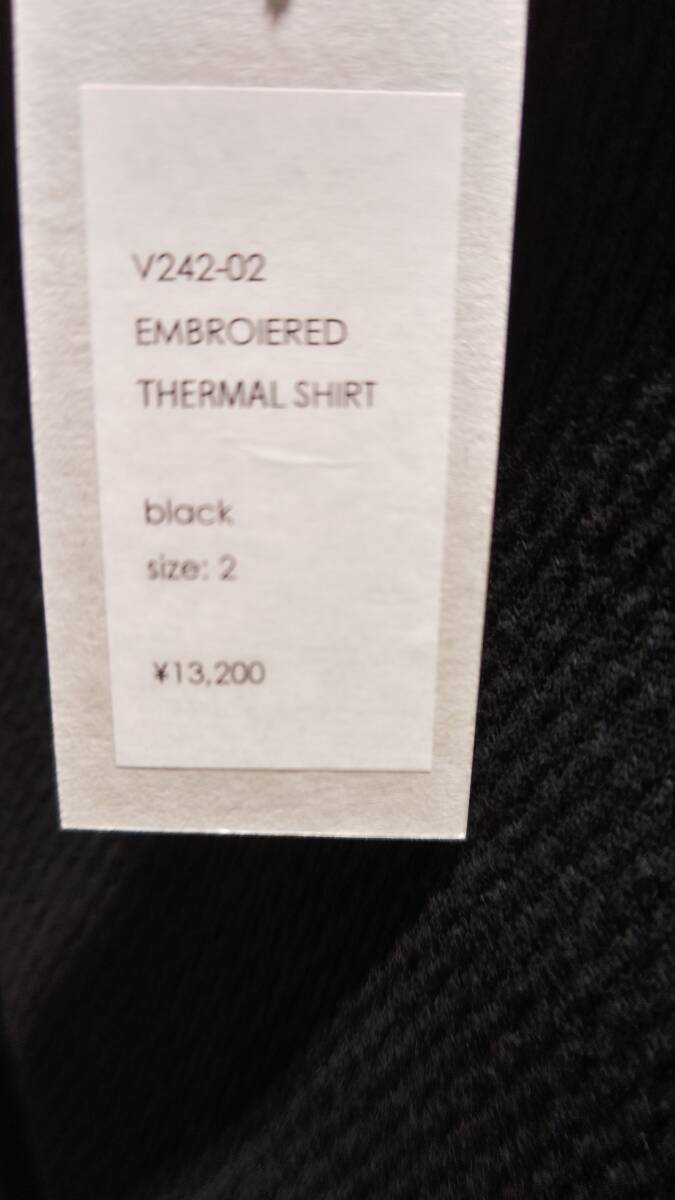 V242-02
EMBROIERED
THERMAL SHIRT
black
size: 2
¥13,200